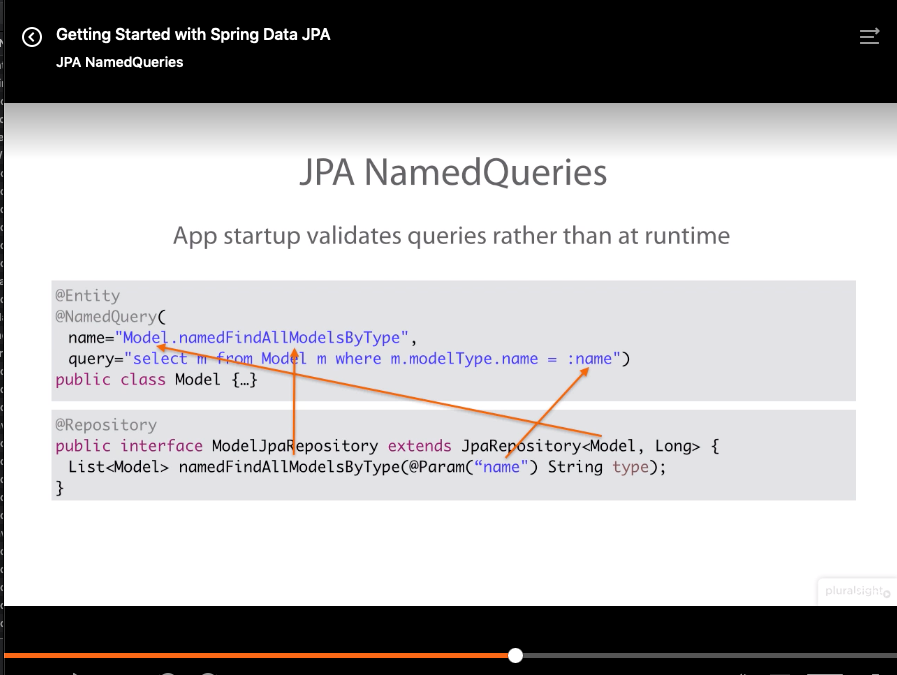 Getting Started with Spring Data JPA
JPA NamedQueries
JPA NamedQueries
App startup validates queries rather than at runtime
@Entity
@NamedQuery(
name="Model.namedFindAllModelsByType",
query="select m from Model m where m.modelType.name = :name")
public class Model {…}
@Repository
public interface ModelJpaRepository extends JpaRepository<Model, Long> {
List<Model> namedFindAllModelsByType(@Param(“name") String type);
}
pluralsight